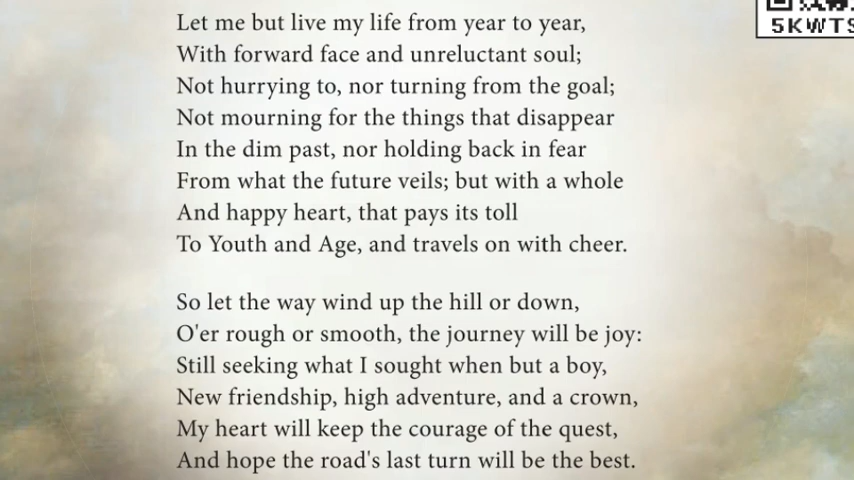 Let me but live my life from year to year,
With forward face and unreluctant soul;
Not hurrying to, nor turning from the goal;
Not mourning for the things that disappear
In the dim past, nor holding back in fear
From what the future veils; but with a whole
And happy heart, that pays its toll
To Youth and Age, and travels on with cheer.
So let the way wind up the hill or down,
O'er rough or smooth, the journey will be joy:
Still seeking what I sought when but a boy,
New friendship, high adventure, and a crown,
My heart will keep the courage of the quest,
And hope the road's last turn will be the best.